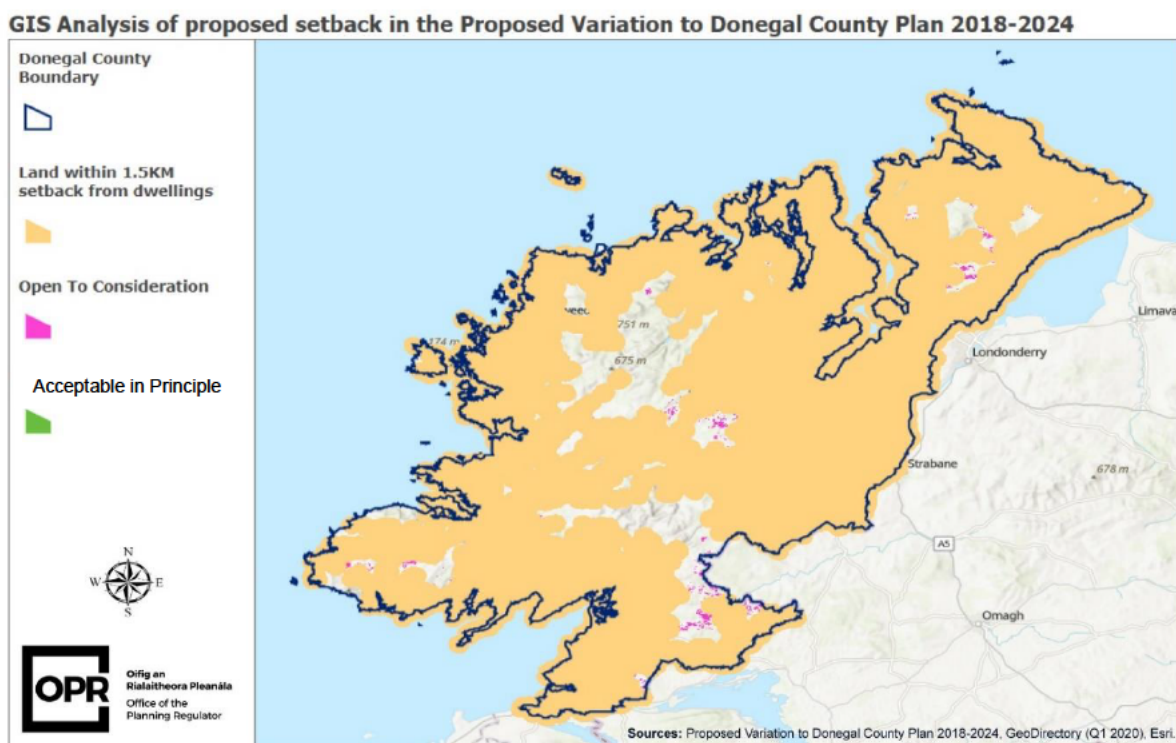 GIS Analysis of proposed setback in the Proposed Variation to Donegal County Plan 2018-2024
Donegal County
Boundary
Land within 1.5KM
setback from dwellings
Open To Consideration
Acceptable in Principle
N
W E
S
OPR
Oifig an
Rialaitheora Pleanála
Office of the
Planning Regulator
veed
751 m
174 m
675 m
Limava
Londonderry
Strabane
678 m
A5
Omagh
Sources: Proposed Variation to Donegal County Plan 2018-2024, GeoDirectory (Q1 2020), Esri